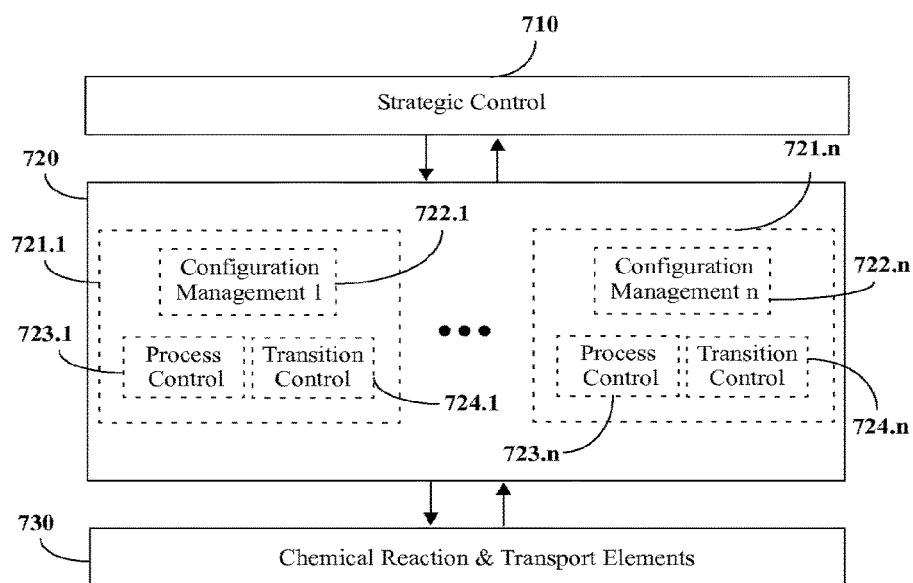 710
Strategic Control
721.n
720
722.1
721.1
Configuration
Management 1
Configuration
Management n
722.n
723.1
Process
Control
Transition
Control
Process
Control
Transition
Control
724.1
724.n
723.n
730
Chemical Reaction & Transport Elements